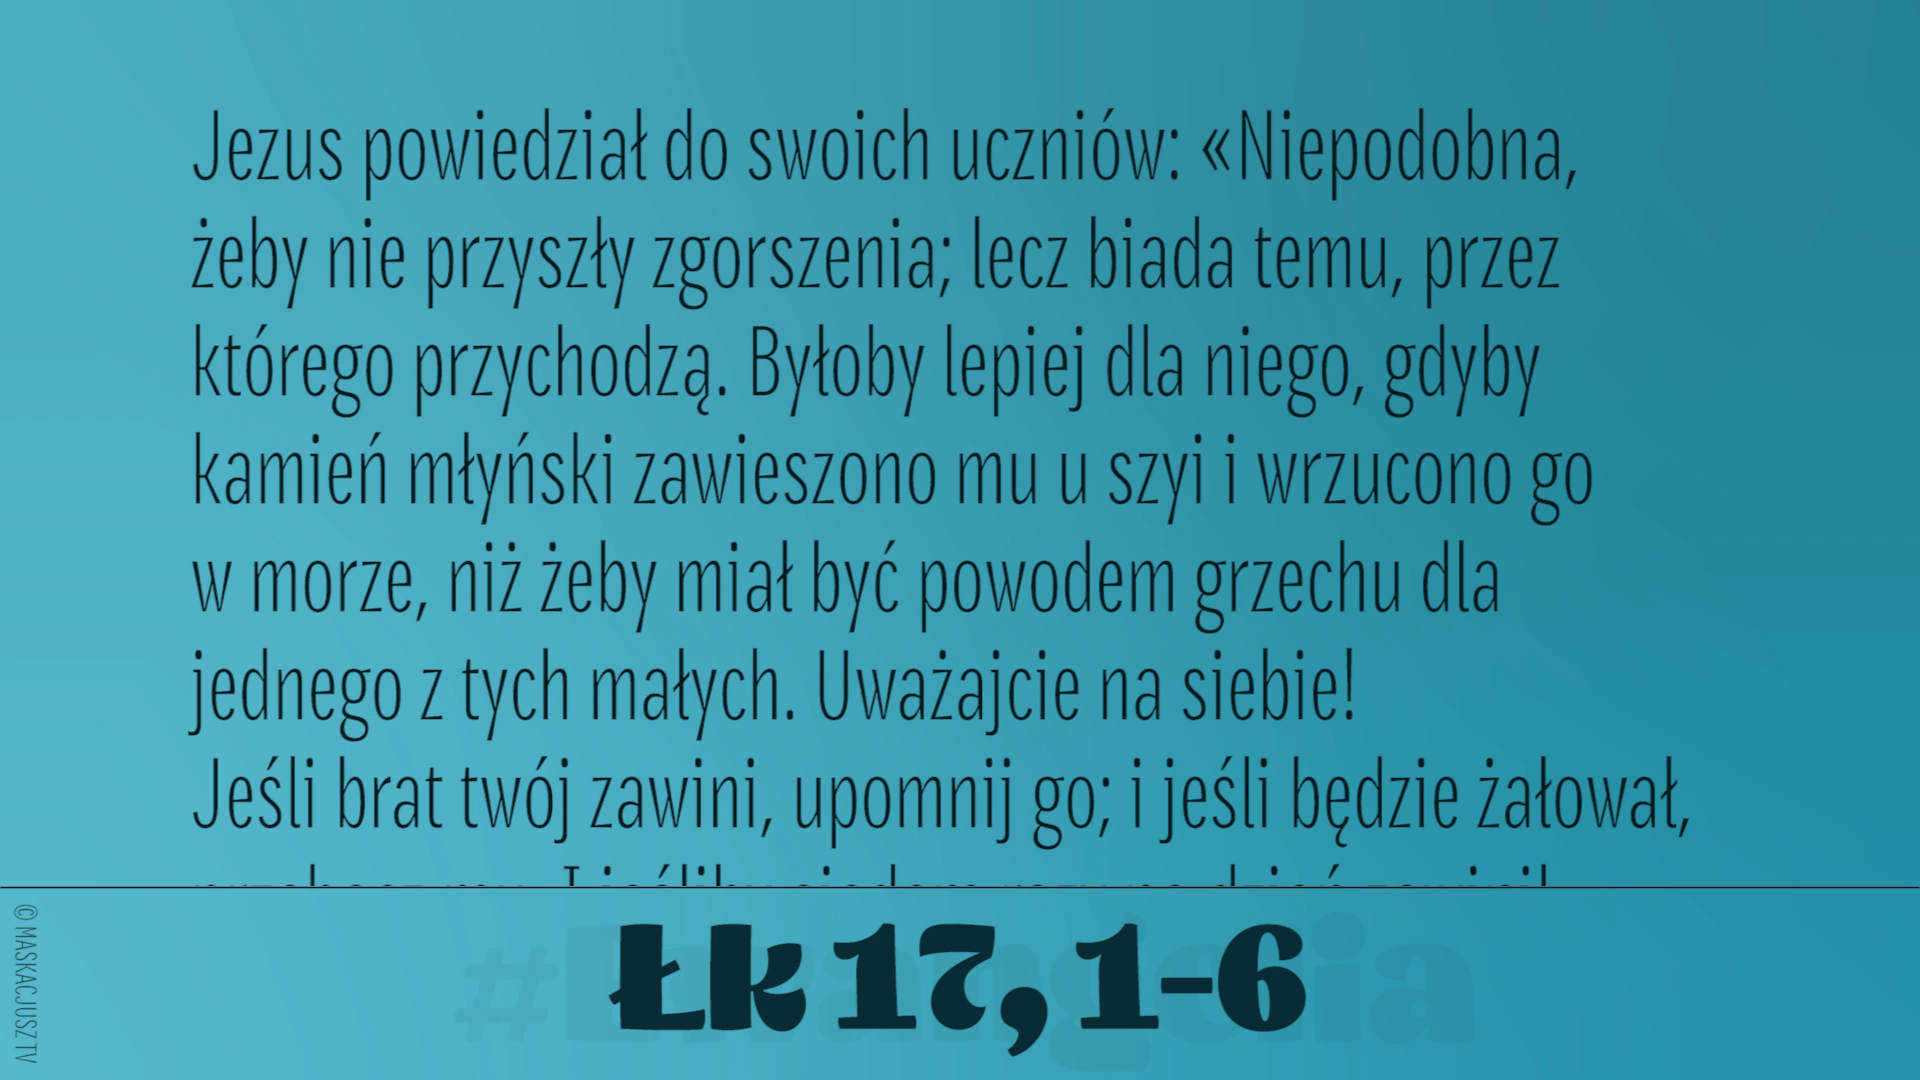 Jezus powiedział do swoich uczniów: «Niepodobna,
żeby nie przyszły zgorszenia; lecz biada temu, przez
którego przychodzą. Byłoby lepiej dla niego, gdyby
kamień młyński zawieszono mu u szyi i wrzucono go
w morze, niż żeby miał być powodem grzechu dla
jednego z tych małych. Uważajcie na siebie!
Jeśli brat twój zawini, upomnij go; i jeśli będzie żałował,
#Ewangelia
Łk 17, 1-6
© MASKACJUSZ TV